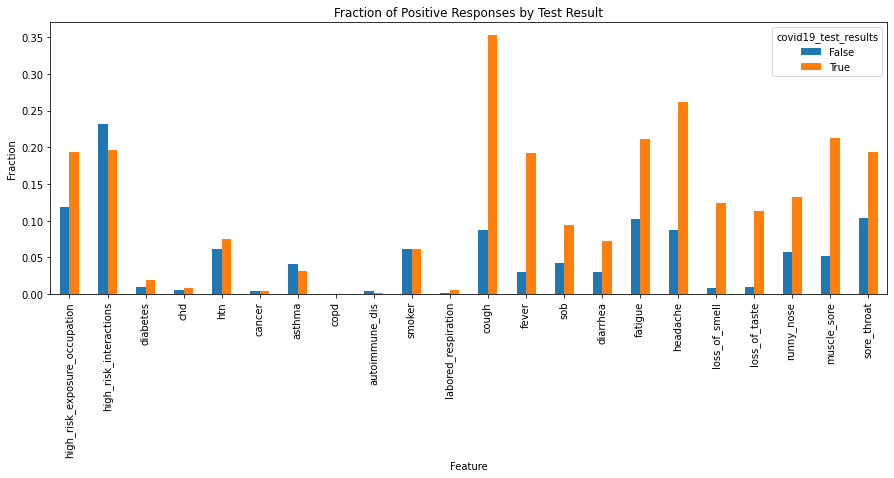 Fraction of Positive Responses by Test Result
covid19_test_results
False
True
Fraction
0.35
0.30
0.25
0.20
0.15
0.10
0.05
0.00
high_risk_exposure_occupation
high_risk_interactions
diabetes
chd
htn
cancer
asthma
copd
autoimmune_dis
smoker
labored_respiration
cough
fever
sob
diarrhea
fatigue
headache
loss_of_smell
loss_of_taste
runny_nose
muscle_sore
sore_throat
Feature